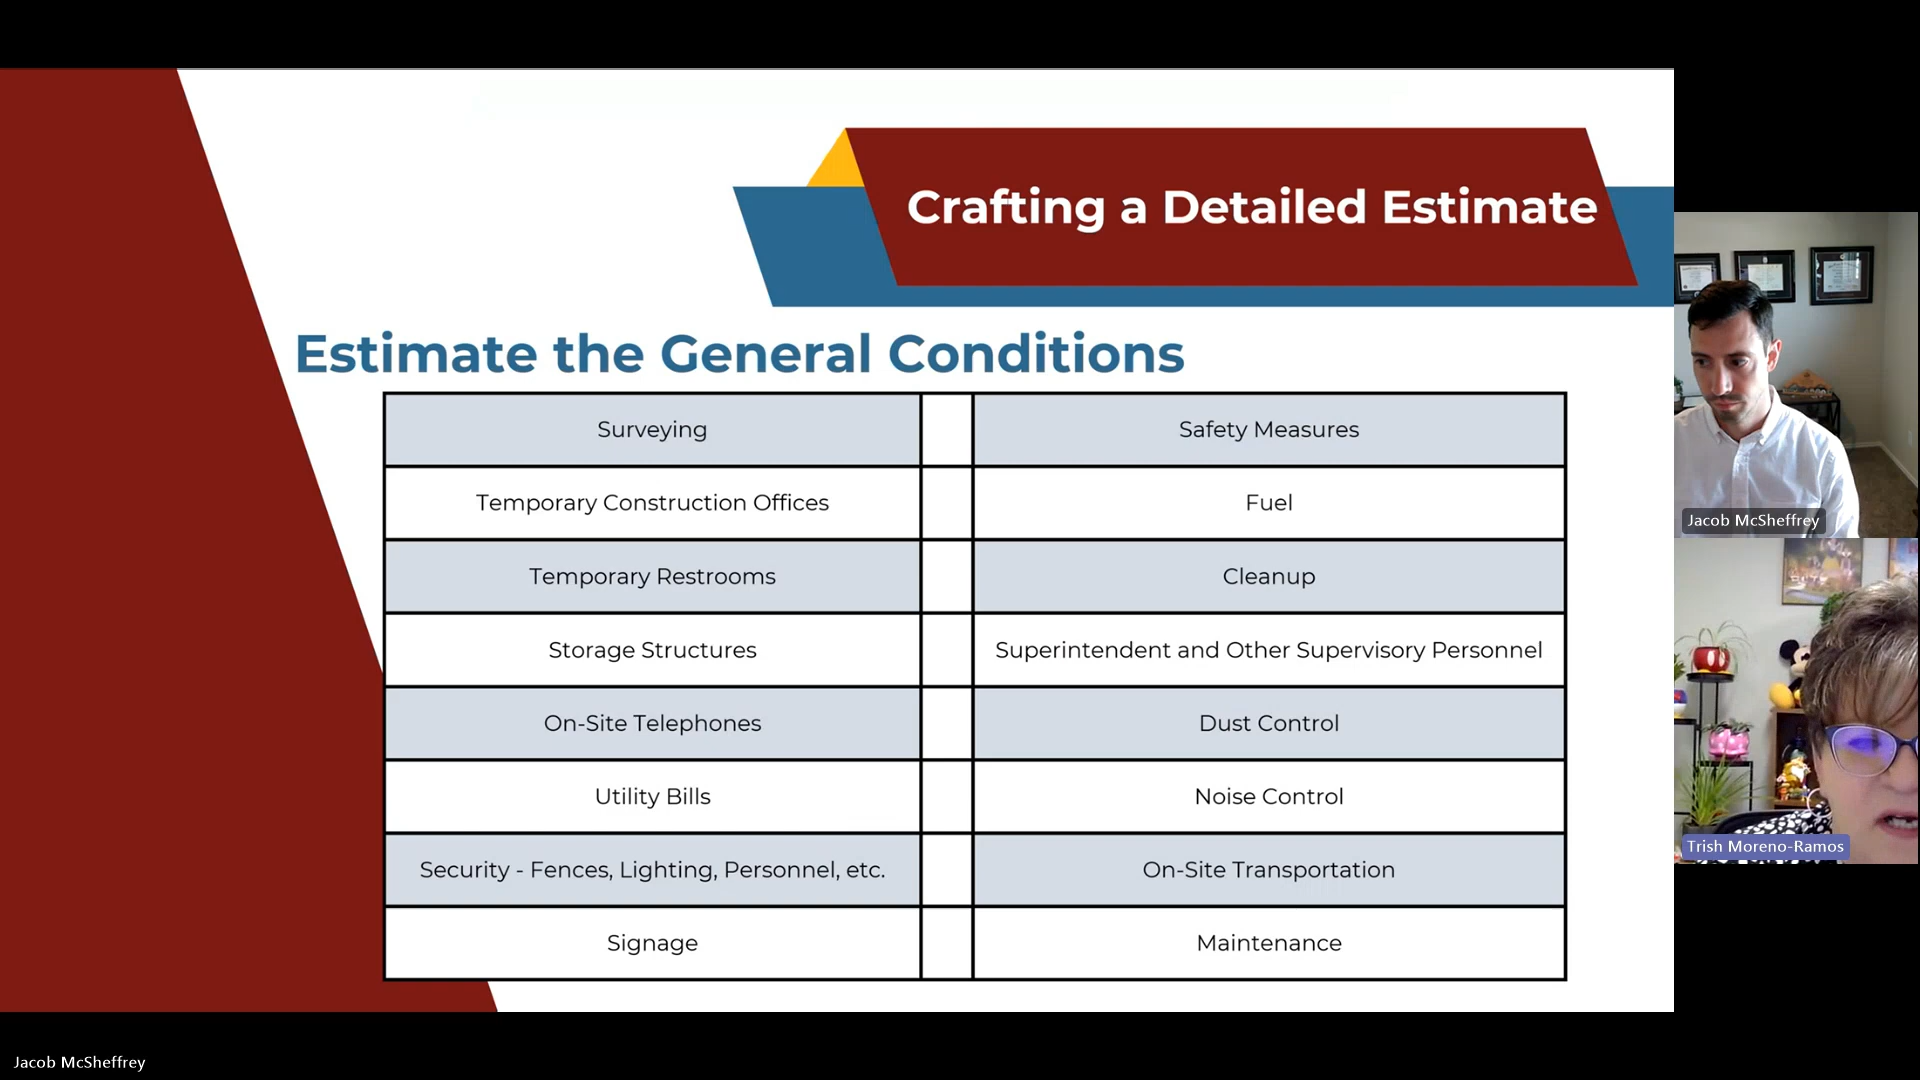 Crafting a Detailed Estimate
Estimate the General Conditions
Surveying
Safety Measures
Temporary Construction Offices
Fuel
Temporary Restrooms
Cleanup
Storage Structures
Superintendent and Other Supervisory Personnel
On-Site Telephones
Dust Control
Utility Bills
Noise Control
Security - Fences, Lighting, Personnel, etc.
On-Site Transportation
Signage
Maintenance
Jacob McSheffrey
Trish Moreno-Ramos
Jacob McSheffrey